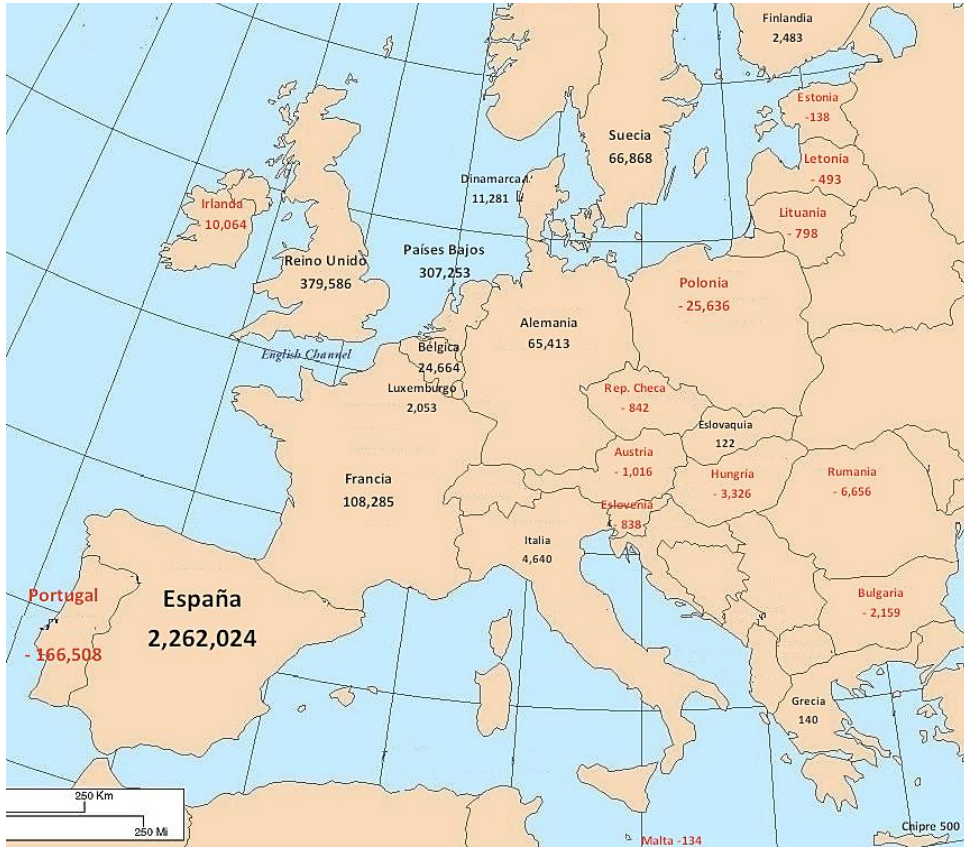 Finlandia
2,483
Estonia
-138
Suecia
66,868
Letonia
- 493
Dinamarca
11,281
Irlanda
- 10,064
Lituania
- 798
Países Bajos
307,253
Reino Unido
379,586
Polonia
- 25,636
Alemania
65,413
English Channel
Bélgica
24,664
Luxemburgo
2,053
Rep. Checa
- 842
Eslovaquia
122
Austria
- 1,016
Francia
108,285
Hungría
- 3,326
Rumania
- 6,656
Eslovenia
- 838
Italia
4,640
Portugal
- 166,508
España
2,262,024
Bulgaria
- 2,159
Grecia
140
250 Km
250 Mi
Chipre 500
Malta -134